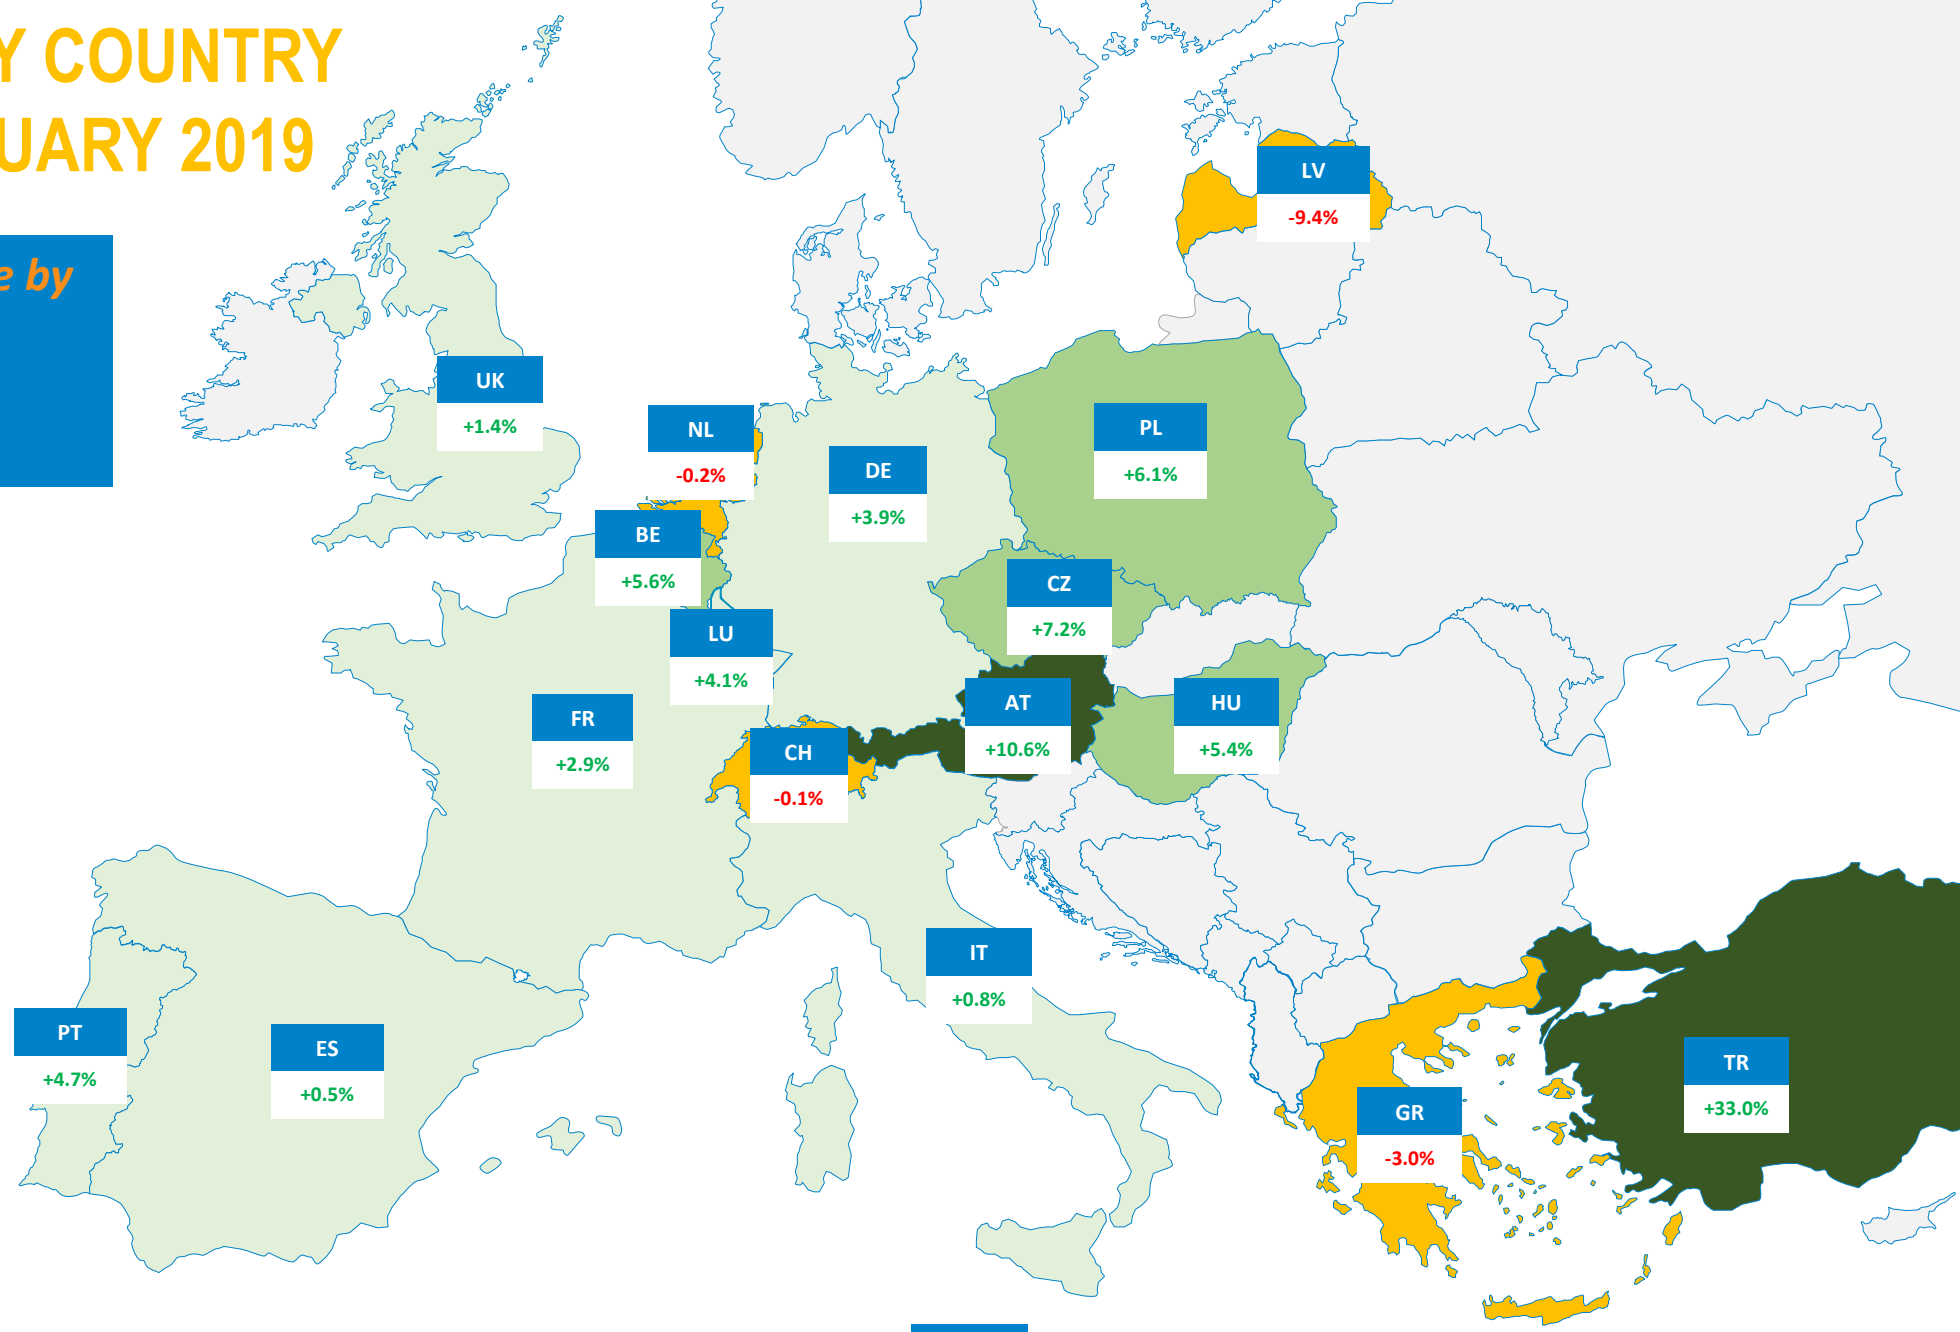 Y COUNTRY
UARY 2019
e by
LV
-9.4%
UK
+1.4%
NL
-0.2%
PL
+6.1%
DE
+3.9%
BE
+5.6%
CZ
+7.2%
LU
+4.1%
AT
+10.6%
HU
+5.4%
FR
+2.9%
CH
-0.1%
IT
+0.8%
PT
+4.7%
ES
+0.5%
TR
+33.0%
GR
-3.0%